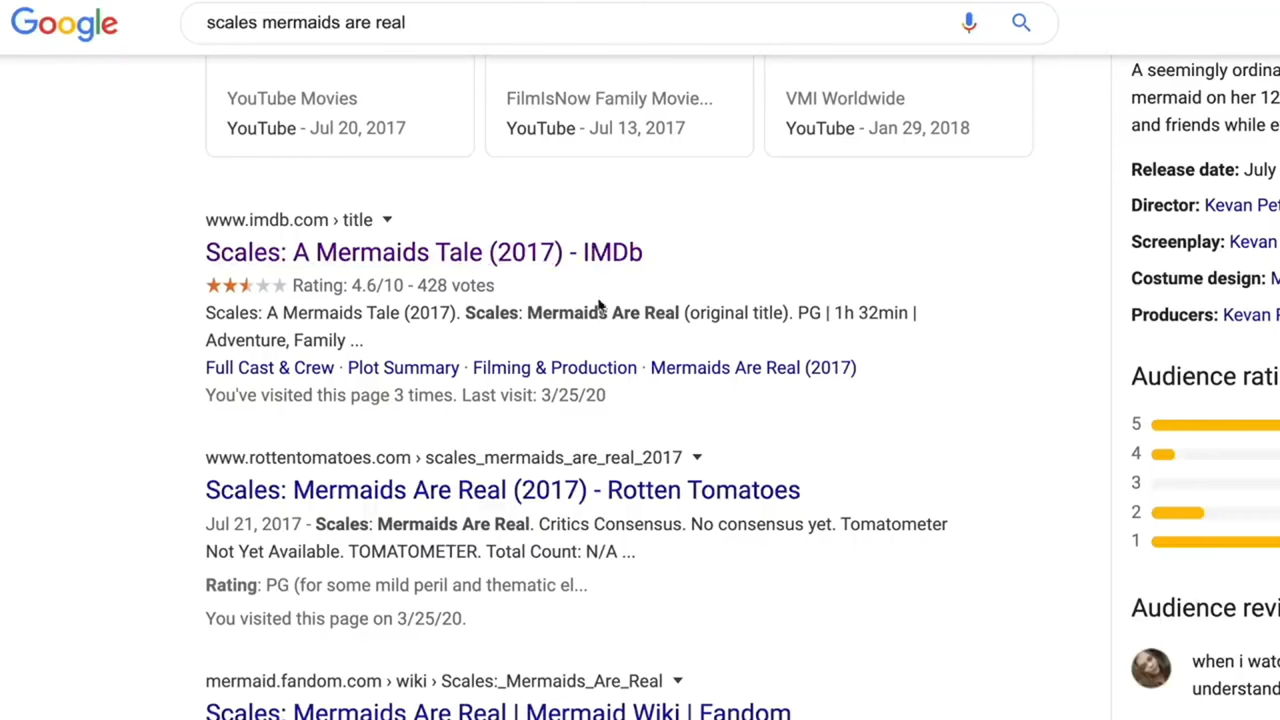 Google
scales mermaids are real
YouTube Movies
YouTube - Jul 20, 2017
FilmIsNow Family Movie...
YouTube - Jul 13, 2017
VMI Worldwide
YouTube - Jan 29, 2018
www.imdb.com › title
Scales: A Mermaids Tale (2017) - IMDb
Rating: 4.6/10 - 428 votes
Scales: A Mermaids Tale (2017). Scales: Mermaids Are Real (original title). PG | 1h 32min |
Adventure, Family ...
Full Cast & Crew · Plot Summary · Filming & Production · Mermaids Are Real (2017)
You've visited this page 3 times. Last visit: 3/25/20
www.rottentomatoes.com › scales_mermaids_are_real_2017
Scales: Mermaids Are Real (2017) - Rotten Tomatoes
Jul 21, 2017 - Scales: Mermaids Are Real. Critics Consensus. No consensus yet. Tomatometer
Not Yet Available. TOMATOMETER. Total Count: N/A ...
Rating: PG (for some mild peril and thematic el...
You visited this page on 3/25/20.
mermaid.fandom.com › wiki › Scales:_Mermaids_Are_Real
Scales: Mermaids Are Real | Mermaid Wiki | Fandom
A seemingly ordina
mermaid on her 12
and friends while e
Release date: July
Director: Kevan Pet
Screenplay: Kevan
Costume design: M
Producers: Kevan P
Audience rati
5
4
3
2
1
Audience revi
when i watc
understand